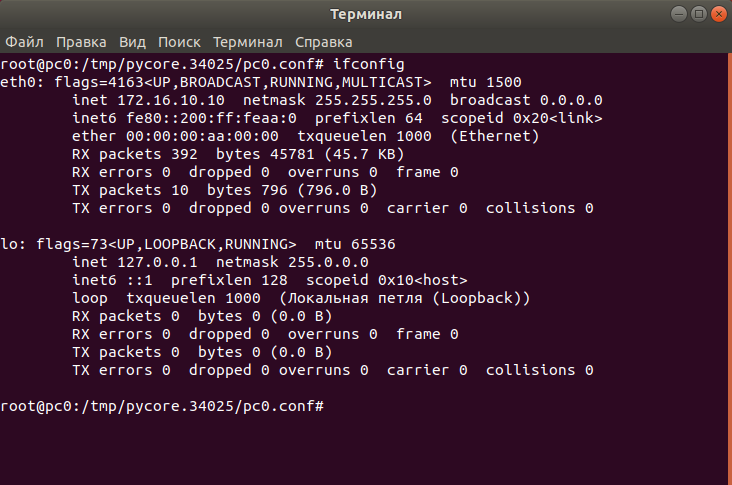 Терминал
Файл Правка Вид Поиск Терминал Справка
root@pc0:/tmp/pycore.34025/pc0.conf# ifconfig
eth0: flags=4163<UP,BROADCAST,RUNNING,MULTICAST>  mtu 1500
        inet 172.16.10.10  netmask 255.255.255.0  broadcast 0.0.0.0
        inet6 fe80::200:ff:feaa:0  prefixlen 64  scopeid 0x20<link>
        ether 00:00:00:aa:00:00  txqueuelen 1000  (Ethernet)
        RX packets 392  bytes 45781 (45.7 KB)
        RX errors 0  dropped 0  overruns 0  frame 0
        TX packets 10  bytes 796 (796.0 B)
        TX errors 0  dropped 0 overruns 0  carrier 0  collisions 0

lo: flags=73<UP,LOOPBACK,RUNNING>  mtu 65536
        inet 127.0.0.1  netmask 255.0.0.0
        inet6 ::1  prefixlen 128  scopeid 0x10<host>
        loop  txqueuelen 1000  (Локальная петля (Loopback))
        RX packets 0  bytes 0 (0.0 B)
        RX errors 0  dropped 0  overruns 0  frame 0
        TX packets 0  bytes 0 (0.0 B)
        TX errors 0  dropped 0 overruns 0  carrier 0  collisions 0

root@pc0:/tmp/pycore.34025/pc0.conf#